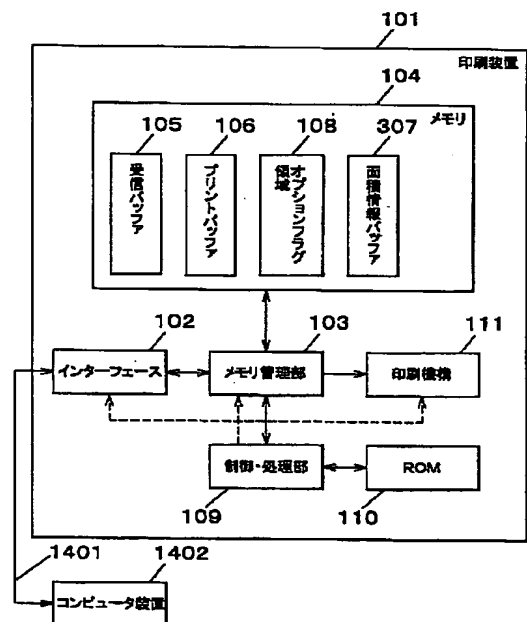 101
印刷装置
104
メモリ
105
106
108
307
受信バッファ
プリントバッファ
オプションフラグ
領域
面積情報バッファ
102
103
111
インターフェース
メモリ管理部
印刷機構
制御・処理部
ROM
109
110
1401
1402
コンピュータ装置